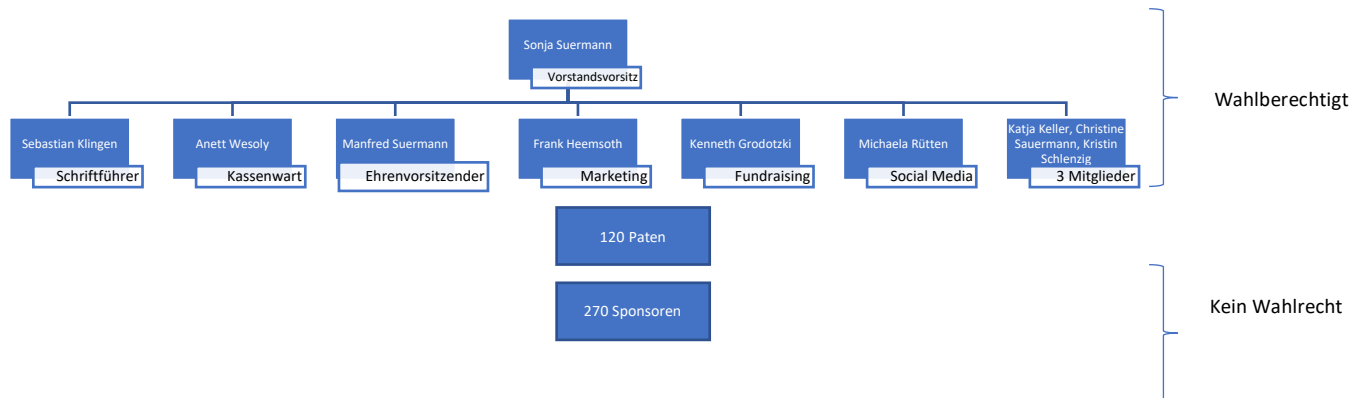 Sonja Suermann
Vorstandsvorsitz
Wahlberechtigt
Sebastian Klingen
Schriftführer
Anett Wesoly
Kassenwart
Manfred Suermann
Ehrenvorsitzender
Frank Heemsoth
Marketing
Kenneth Grodotzki
Fundraising
Michaela Rütten
Social Media
Katja Keller, Christine
Sauermann, Kristin
Schlenzig
3 Mitglieder
120 Paten
270 Sponsoren
Kein Wahlrecht